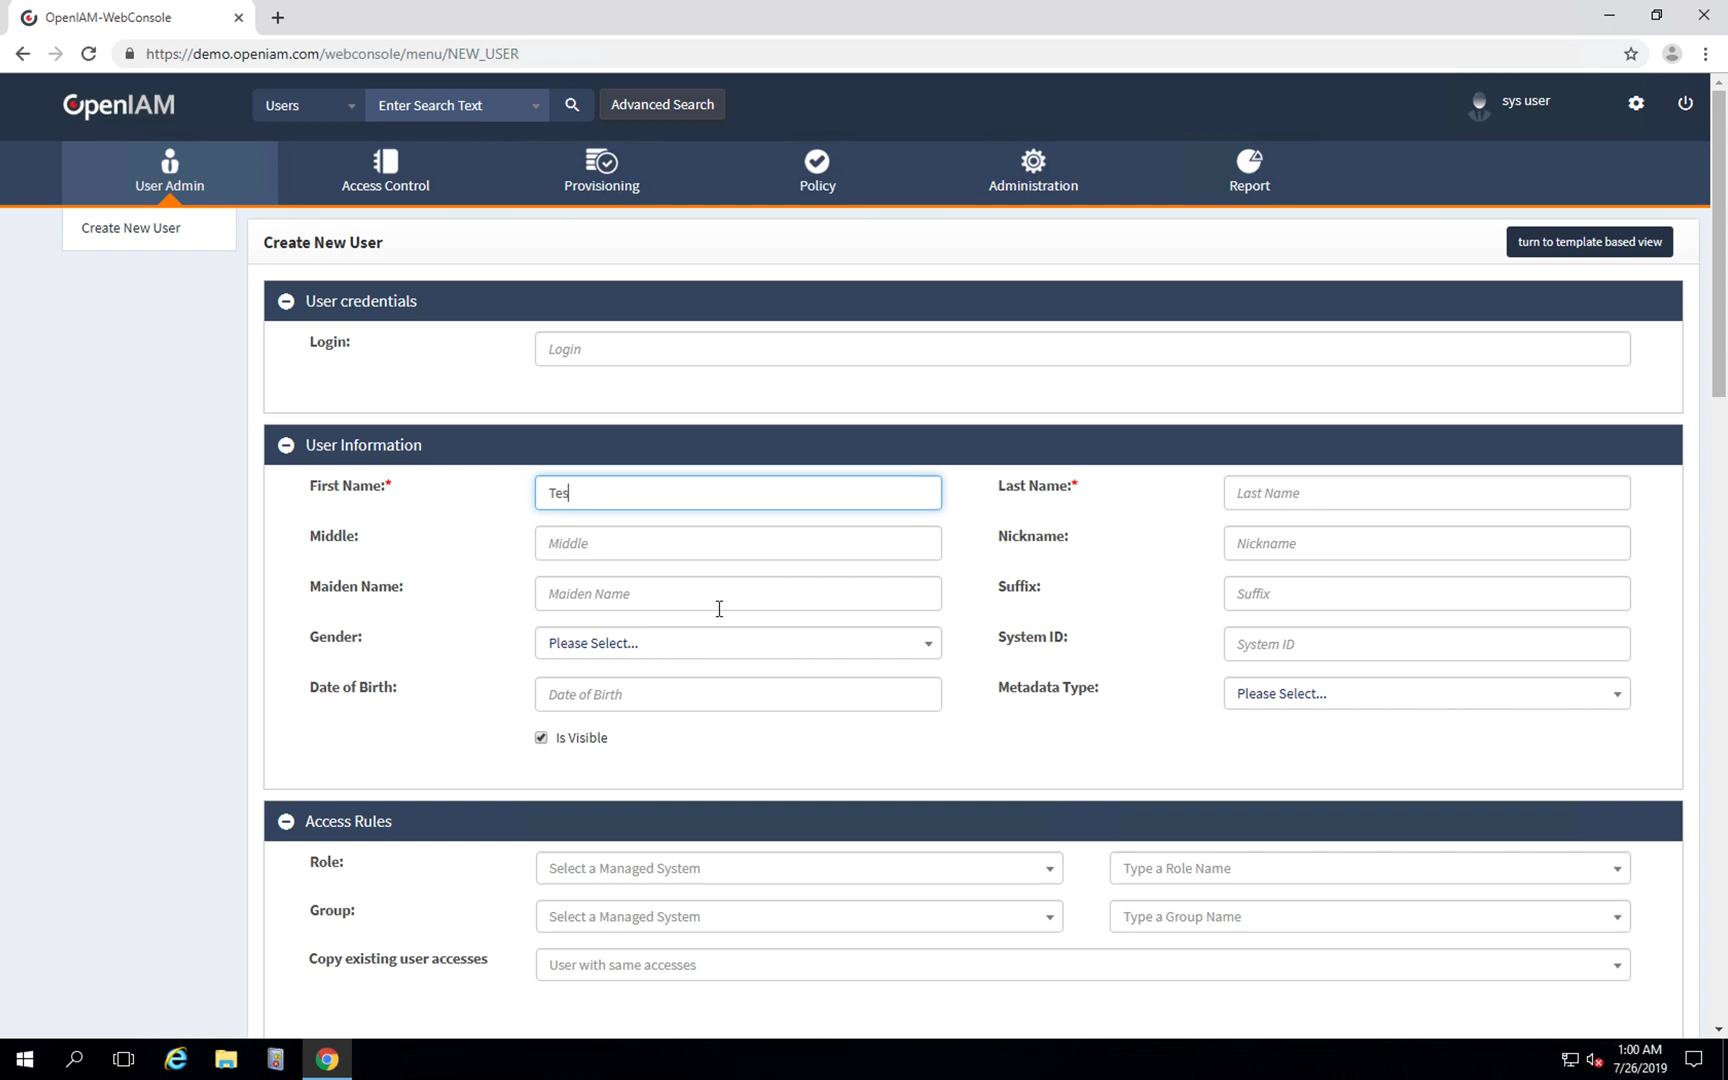 OpenIAM-WebConsole
https://demo.openiam.com/webconsole/menu/NEW_USER
OpenIAM
Users
Enter Search Text
Advanced Search
sys user
User Admin
Access Control
Provisioning
Policy
Administration
Report
Create New User
Create New User
turn to template based view
User credentials
Login:
Login
User Information
First Name:*
Tes
Last Name:*
Last Name
Middle:
Middle
Nickname:
Nickname
Maiden Name:
Maiden Name
Suffix:
Suffix
Gender:
Please Select...
System ID:
System ID
Date of Birth:
Date of Birth
Metadata Type:
Please Select...
Is Visible
Access Rules
Role:
Select a Managed System
Type a Role Name
Group:
Select a Managed System
Type a Group Name
Copy existing user accesses
User with same accesses
1:00 AM
7/26/2019